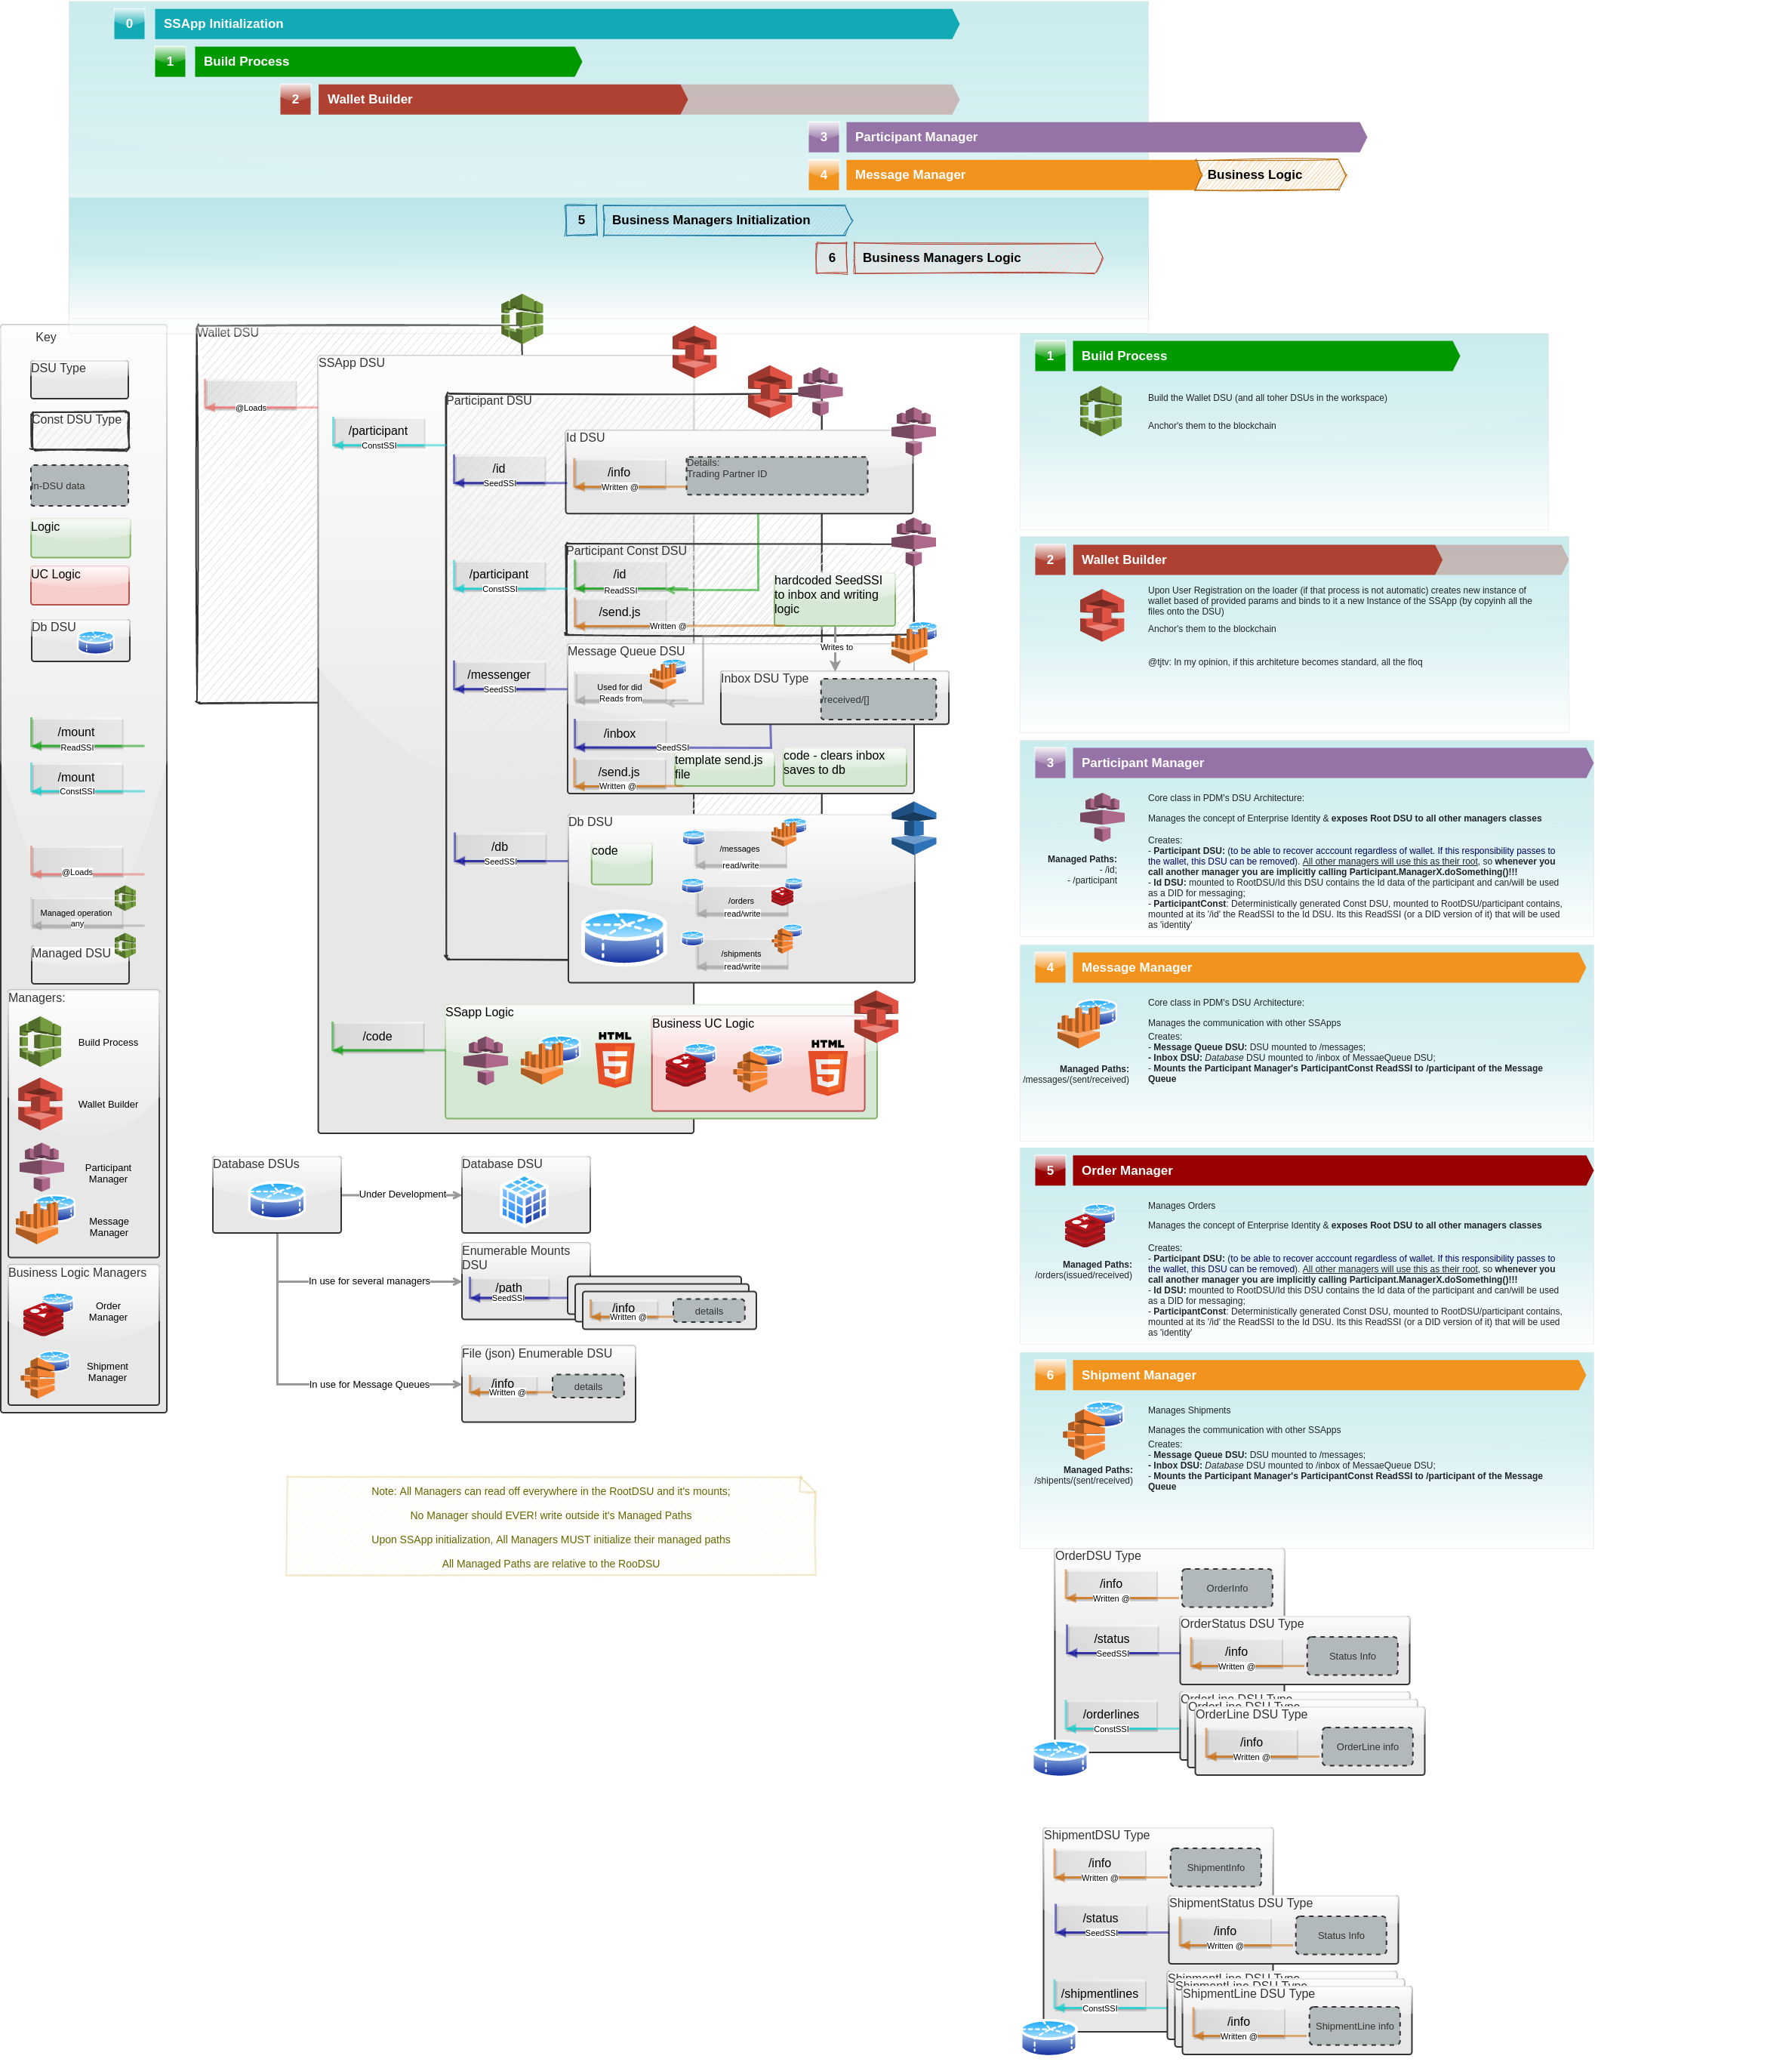 0 SSApp Initialization
1 Build Process
2 Wallet Builder
3 Participant Manager
4 Message Manager
Business Logic
5 Business Managers Initialization
6 Business Managers Logic
Key
DSU Type
Const DSU Type
In-DSU data
Logic
UC Logic
Db DSU
/mount
ReadSSI
/mount
ConstSSI
@Loads
Managed operation
any
Managed DSU
Managers:
Build Process
Wallet Builder
Participant
Manager
Message
Manager
Business Logic Managers
Order
Manager
Shipment
Manager
Wallet DSU
@Loads
SSApp DSU
/participant
ConstSSI
Participant DSU
/id
SeedSSI
Id DSU
/info
Written @
Details:
Trading Partner ID
/participant
ConstSSI
Participant Const DSU
/id
ReadSSI
/send.js
Written @
hardcoded SeedSSI
to inbox and writing
logic
Writes to
/messenger
SeedSSI
Message Queue DSU
Used for did
Reads from
Inbox DSU Type
/received/[]
/inbox
SeedSSI
/send.js
Written @
template send.js
file
code - clears inbox
saves to db
/db
SeedSSI
Db DSU
code
/messages
read/write
/orders
read/write
/shipments
read/write
/code
SSapp Logic
HTML
5
Business UC Logic
HTML
5
Database DSUs
Under Development
Database DSU
In use for several managers
Enumerable Mounts
DSU
/path
SeedSSI
/info
Written @
details
In use for Message Queues
File (json) Enumerable DSU
/info
Written @
details
Note: All Managers can read off everywhere in the RootDSU and it's mounts;
No Manager should EVER! write outside it's Managed Paths
Upon SSApp initialization, All Managers MUST initialize their managed paths
All Managed Paths are relative to the RooDSU
1 Build Process
Build the Wallet DSU (and all toher DSUs in the workspace)
Anchor's them to the blockchain
2 Wallet Builder
Upon User Registration on the loader (if that process is not automatic) creates new instance of
wallet based of provided params and binds to it a new Instance of the SSApp (by copyinh all the
files onto the DSU)
Anchor's them to the blockchain
@tjtv: In my opinion, if this architeture becomes standard, all the floq
3 Participant Manager
Core class in PDM's DSU Architecture:
Manages the concept of Enterprise Identity & exposes Root DSU to all other managers classes
Managed Paths:
- /id;
- /participant
Creates:
- Participant DSU: (to be able to recover acccount regardless of wallet. If this responsibility passes to
the wallet, this DSU can be removed). All other managers will use this as their root, so whenever you
call another manager you are implicitly calling Participant.ManagerX.doSomething()!!!
- Id DSU: mounted to RootDSU/Id this DSU contains the Id data of the participant and can/will be used
as a DID for messaging;
- ParticipantConst: Deterministically generated Const DSU, mounted to RootDSU/participant contains,
mounted at its '/id' the ReadSSI to the Id DSU. Its this ReadSSI (or a DID version of it) that will be used
as 'identity'
4 Message Manager
Core class in PDM's DSU Architecture:
Manages the communication with other SSApps
Managed Paths:
/messages/(sent/received)
Creates:
- Message Queue DSU: DSU mounted to /messages;
- Inbox DSU: Database DSU mounted to /inbox of MessaeQueue DSU;
- Mounts the Participant Manager's ParticipantConst ReadSSI to /participant of the Message
Queue
5 Order Manager
Manages Orders
Manages the concept of Enterprise Identity & exposes Root DSU to all other managers classes
Managed Paths:
/orders(issued/received)
Creates:
- Participant DSU: (to be able to recover acccount regardless of wallet. If this responsibility passes to
the wallet, this DSU can be removed). All other managers will use this as their root, so whenever you
call another manager you are implicitly calling Participant.ManagerX.doSomething()!!!
- Id DSU: mounted to RootDSU/Id this DSU contains the Id data of the participant and can/will be used
as a DID for messaging;
- ParticipantConst: Deterministically generated Const DSU, mounted to RootDSU/participant contains,
mounted at its '/id' the ReadSSI to the Id DSU. Its this ReadSSI (or a DID version of it) that will be used
as 'identity'
6 Shipment Manager
Manages Shipments
Manages the communication with other SSApps
Managed Paths:
/shipents/(sent/received)
Creates:
- Message Queue DSU: DSU mounted to /messages;
- Inbox DSU: Database DSU mounted to /inbox of MessaeQueue DSU;
- Mounts the Participant Manager's ParticipantConst ReadSSI to /participant of the Message
Queue
OrderDSU Type
/info
Written @
OrderInfo
/status
SeedSSI
OrderStatus DSU Type
/info
Written @
Status Info
/orderlines
ConstSSI
OrderLine DSU Type
OrderLine DSU Type
OrderLine DSU Type
/info
Written @
OrderLine info
ShipmentDSU Type
/info
Written @
ShipmentInfo
/status
SeedSSI
ShipmentStatus DSU Type
/info
Written @
Status Info
/shipmentlines
ConstSSI
ShipmentLine DSU Type
ShipmentLine DSU Type
ShipmentLine DSU Type
/info
Written @
ShipmentLine info